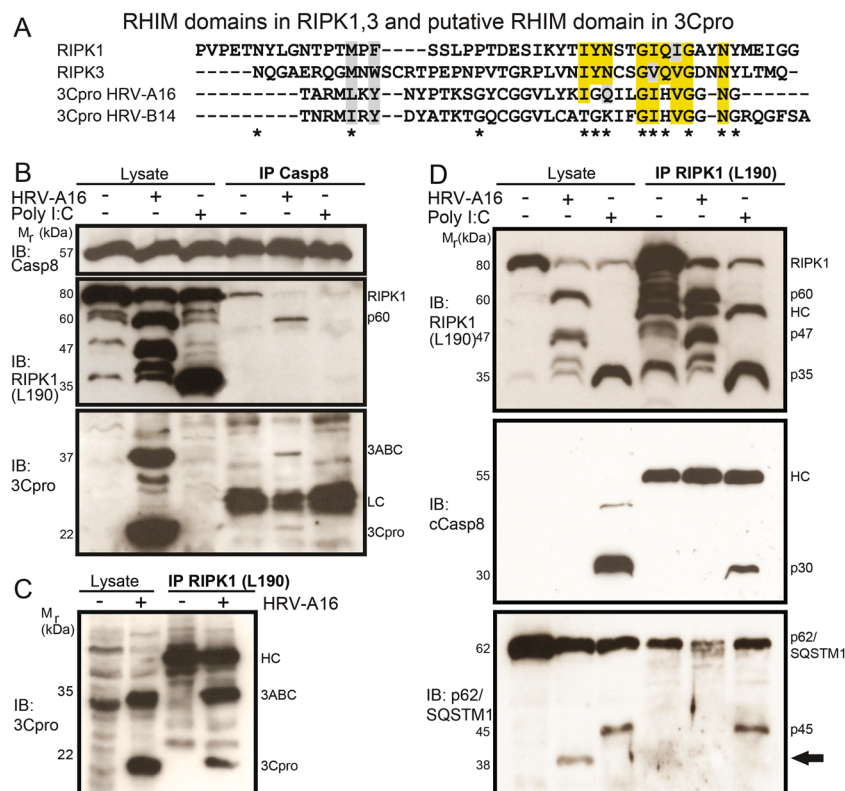 A
RHIM domains in RIPK1,3 and putative RHIM domain in 3Cpro
RIPK1 PVPETNYLGNTPTMPF----SSLPPTDESIKYTIYNSTGIQIGAYNYMEIGG
RIPK3 -----NQGAERQGMNWSCRTPEPNPVTGRPLVNIYNCSGVQVGDNNYLTMQ-
3Cpro HRV-A16 ---------TARMLKY----NPTKSGYCGGVLYKIGQILGIHVGG-NG------
3Cpro HRV-B14 ---------TNRMIRY----DYATKTGQCGGVLCATGKIFGIHVGG-NGRQGFSA
* * * *** *** * **
B
Lysate IP Casp8
HRV-A16 - + - - + -
Poly I:C - - + - - +
Mr (kDa)
IB: Casp8 57
80 RIPK1
60 p60
47
IB: RIPK1 (L190) 35
37 3ABC
IB: 3Cpro
LC
22 3Cpro
C
Lysate IP RIPK1 (L190)
- + - + HRV-A16
Mr (kDa)
HC
35 3ABC
IB: 3Cpro
22
3Cpro
D
Lysate IP RIPK1 (L190)
HRV-A16 - + - - + -
Poly I:C - - + - - +
Mr(kDa)
80 RIPK1
60 p60
IB: RIPK1 (L190)
HC
47 p47
35 p35
55 HC
IB: cCasp8
30 p30
62 p62/SQSTM1
IB: p62/SQSTM1
45 p45
38